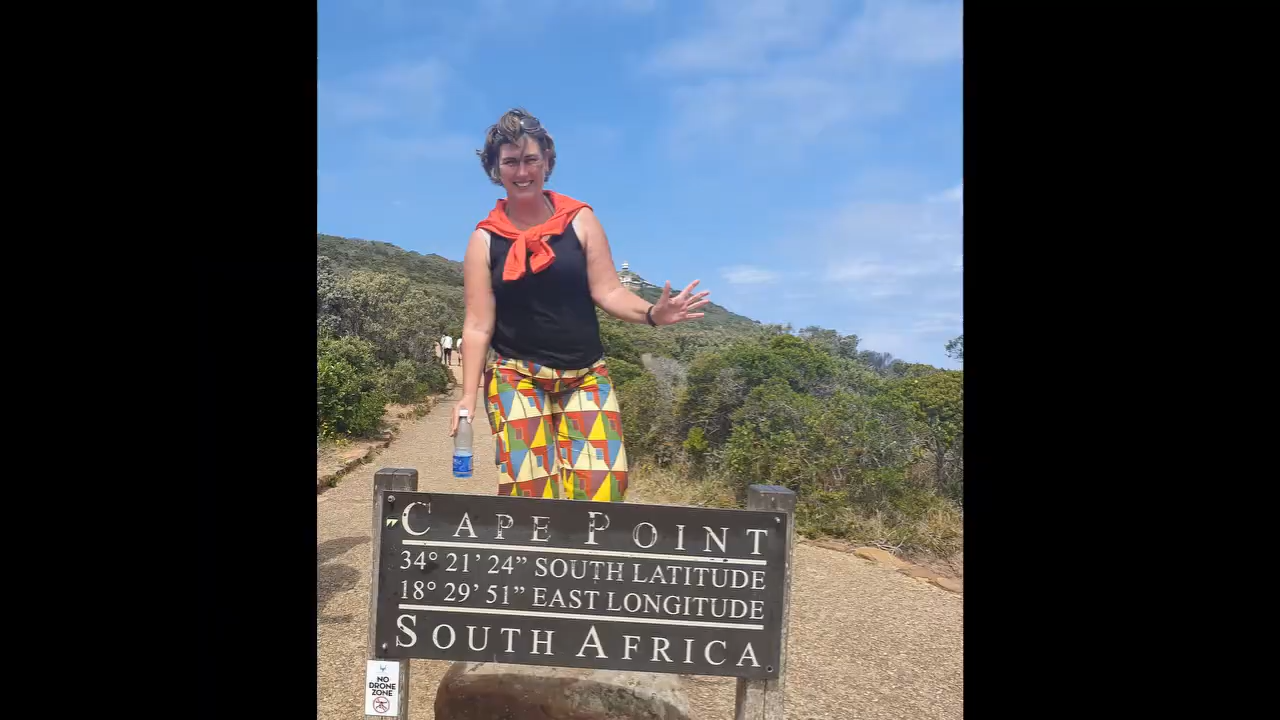 CAPE POINT
34° 21' 24” SOUTH LATITUDE
18° 29' 51” EAST LONGITUDE
SOUTH AFRICA
NO
DRONE
ZONE